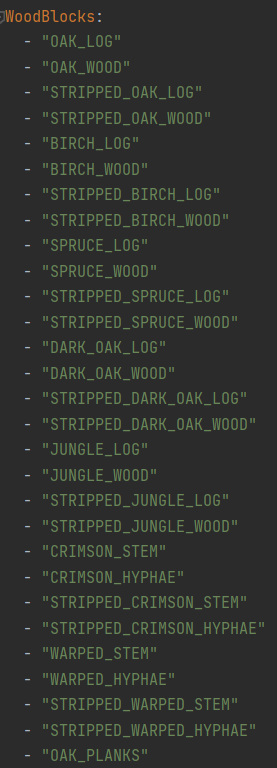 WoodBlocks:
- "OAK_LOG"
- "OAK_WOOD"
- "STRIPPED_OAK_LOG"
- "STRIPPED_OAK_WOOD"
- "BIRCH_LOG"
- "BIRCH_WOOD"
- "STRIPPED_BIRCH_LOG"
- "STRIPPED_BIRCH_WOOD"
- "SPRUCE_LOG"
- "SPRUCE_WOOD"
- "STRIPPED_SPRUCE_LOG"
- "STRIPPED_SPRUCE_WOOD"
- "DARK_OAK_LOG"
- "DARK_OAK_WOOD"
- "STRIPPED_DARK_OAK_LOG"
- "STRIPPED_DARK_OAK_WOOD"
- "JUNGLE_LOG"
- "JUNGLE_WOOD"
- "STRIPPED_JUNGLE_LOG"
- "STRIPPED_JUNGLE_WOOD"
- "CRIMSON_STEM"
- "CRIMSON_HYPHAE"
- "STRIPPED_CRIMSON_STEM"
- "STRIPPED_CRIMSON_HYPHAE"
- "WARPED_STEM"
- "WARPED_HYPHAE"
- "STRIPPED_WARPED_STEM"
- "STRIPPED_WARPED_HYPHAE"
- "OAK_PLANKS"